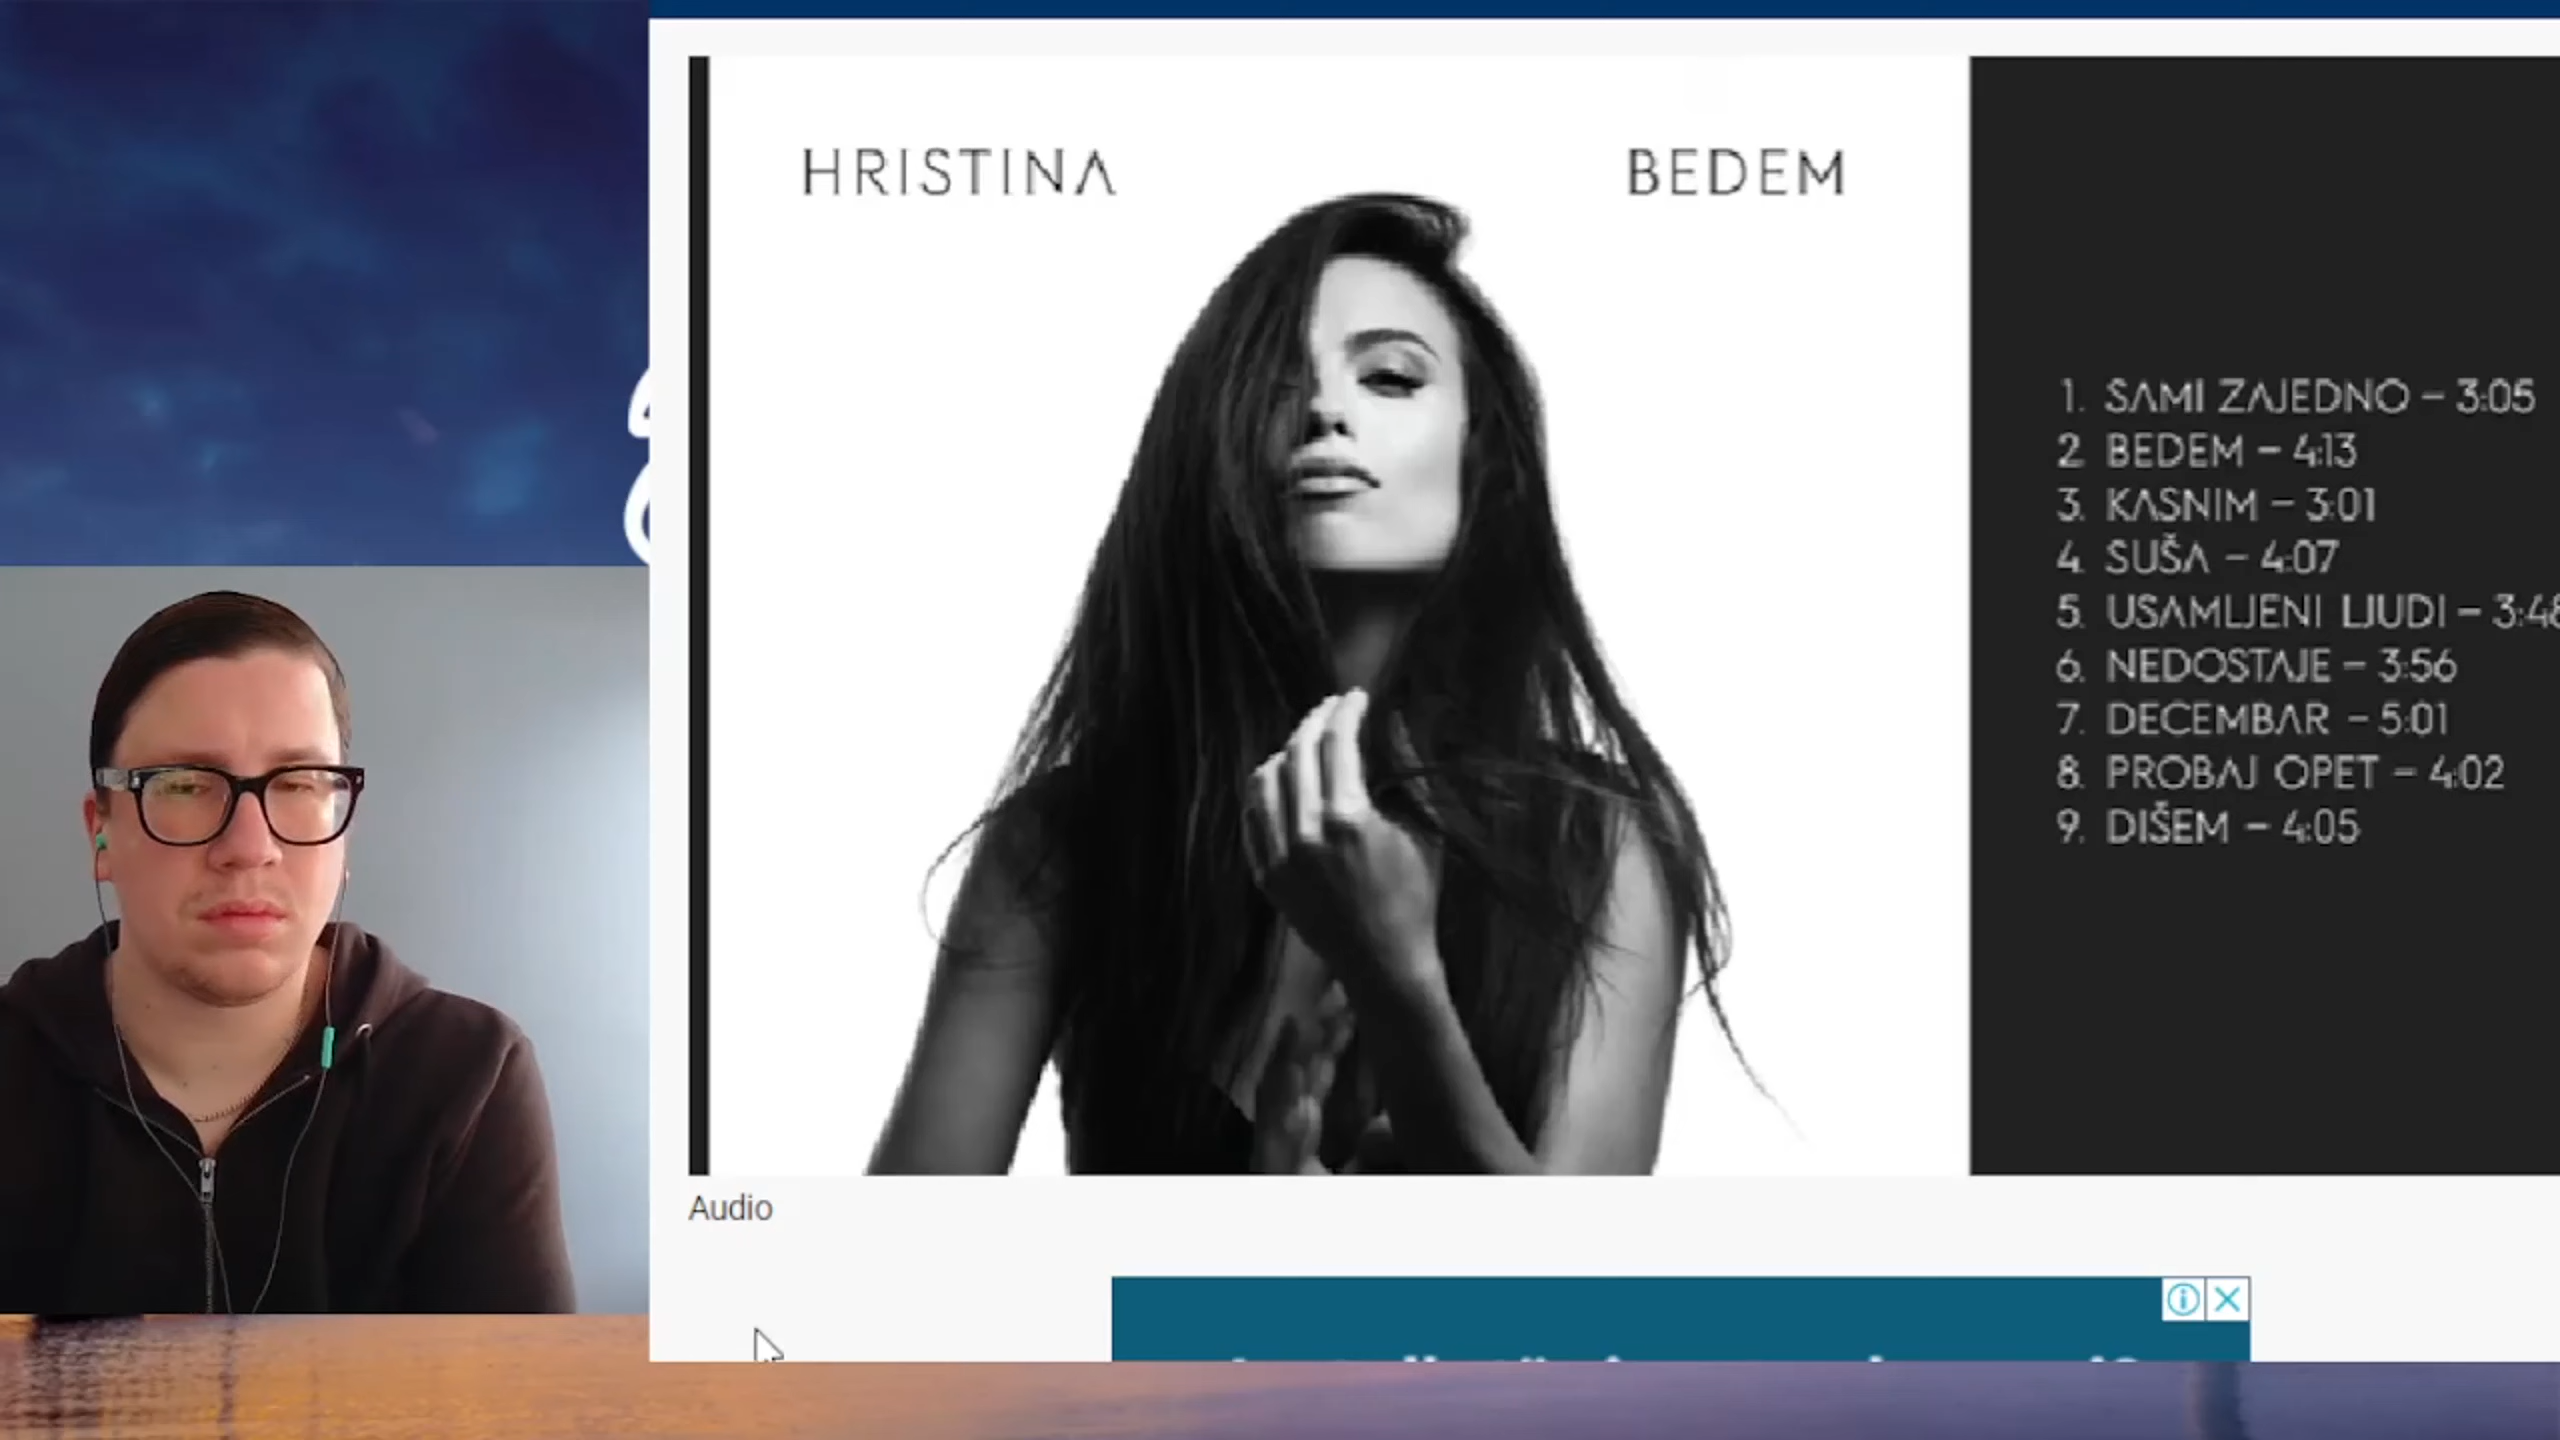 HRISTINA
BEDEM
1. SAMI ZAJEDNO – 3:05
2. BEDEM – 4:13
3. KASNIM – 3:01
4. SUŠA – 4:07
5. USAMLJENI LJUDI – 3:48
6. NEDOSTAJE – 3:56
7. DECEMBAR – 5:01
8. PROBAJ OPET – 4:02
9. DIŠEM – 4:05
Audio